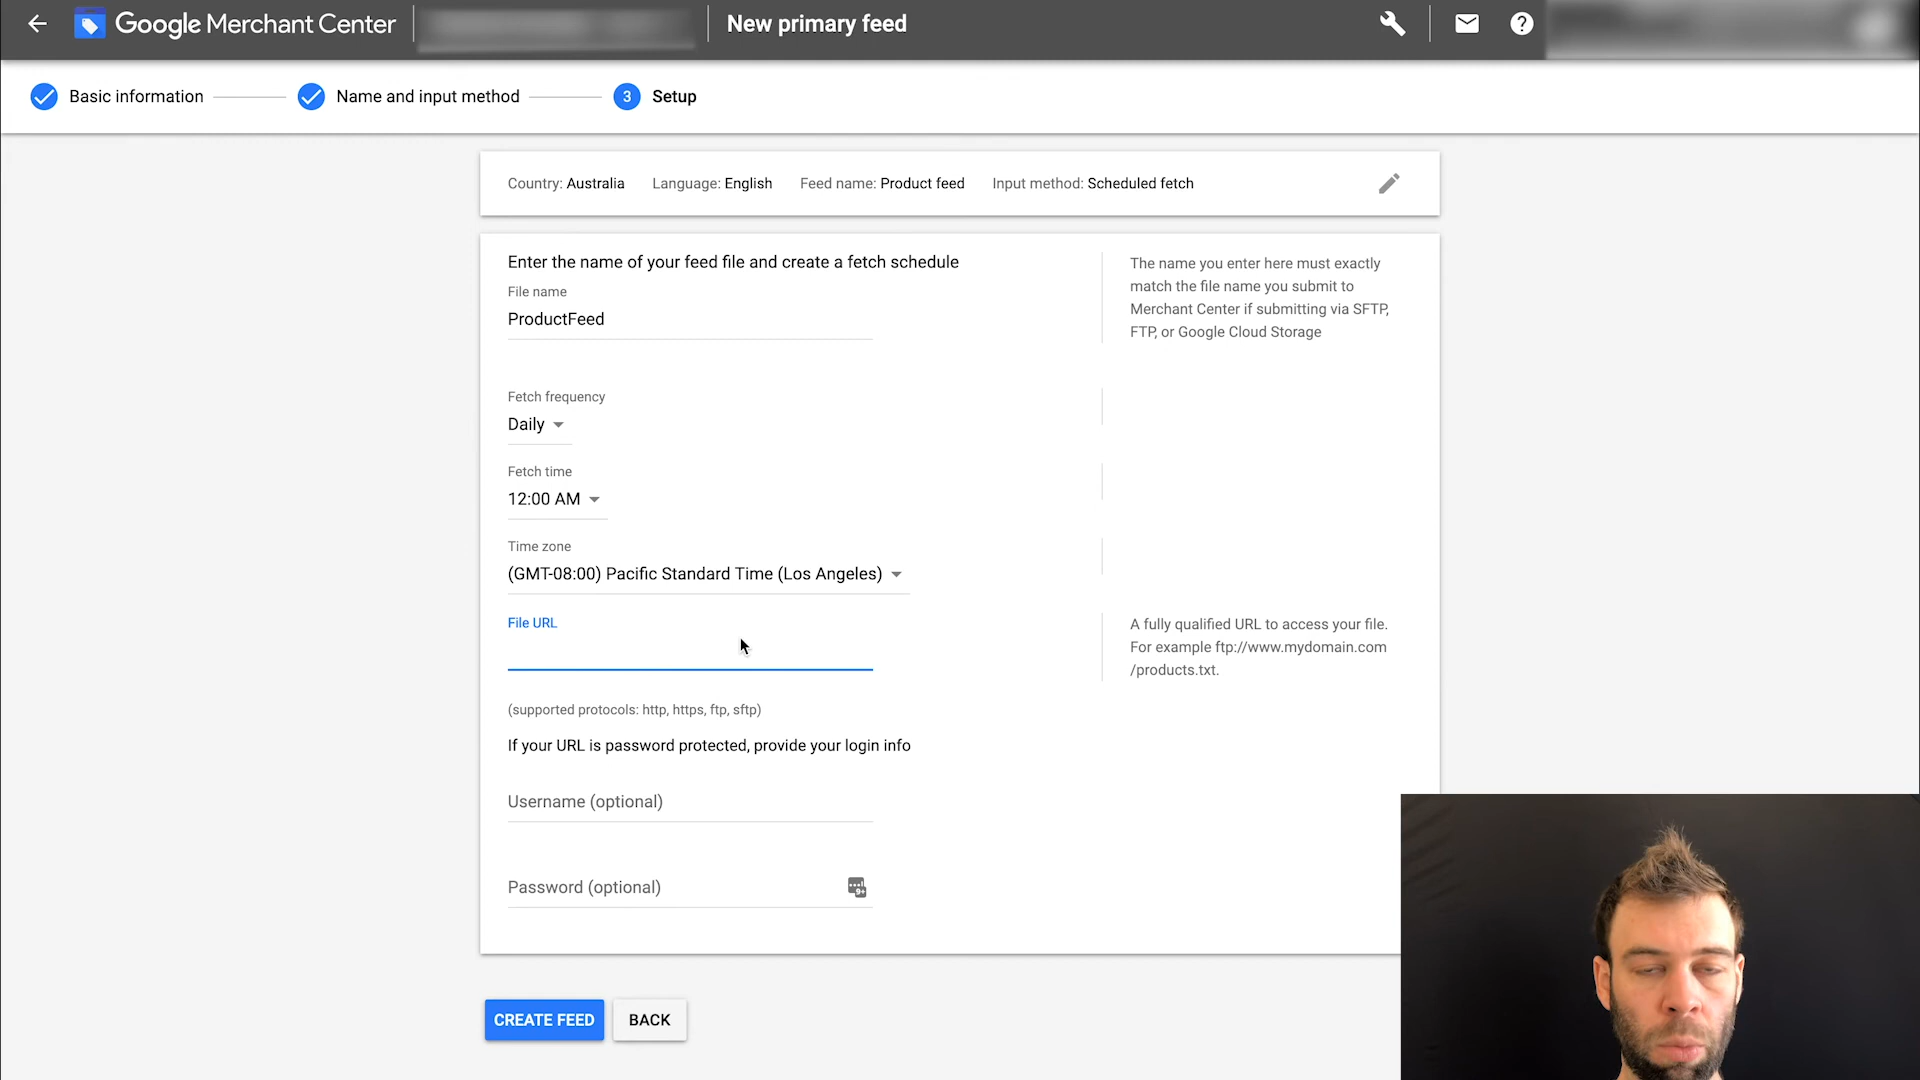 Google Merchant Center
New primary feed
Basic information
Name and input method
3 Setup
Country: Australia Language: English Feed name: Product feed Input method: Scheduled fetch
Enter the name of your feed file and create a fetch schedule
File name
ProductFeed
The name you enter here must exactly
match the file name you submit to
Merchant Center if submitting via SFTP,
FTP, or Google Cloud Storage
Fetch frequency
Daily
Fetch time
12:00 AM
Time zone
(GMT-08:00) Pacific Standard Time (Los Angeles)
File URL
A fully qualified URL to access your file.
For example ftp://www.mydomain.com
/products.txt.
(supported protocols: http, https, ftp, sftp)
If your URL is password protected, provide your login info
Username (optional)
Password (optional)
9+
CREATE FEED
BACK